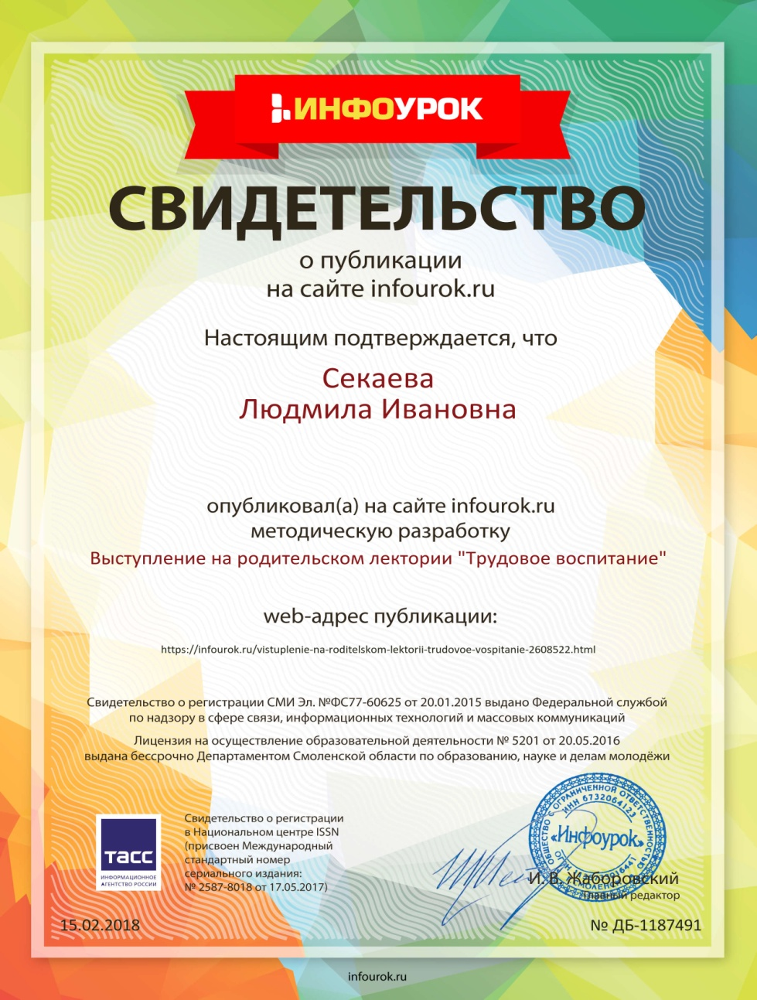 ИНФОУРОК
СВИДЕТЕЛЬСТВО
о публикации
на сайте infourok.ru
Настоящим подтверждается, что
Секаева
Людмила Ивановна
опубликовал(а) на сайте infourok.ru
методическую разработку
Выступление на родительском лектории "Трудовое воспитание"
web-адрес публикации:
https://infourok.ru/vistuplenie-na-roditelskom-lektorii-trudovoe-vospitanie-2608522.html
Свидетельство о регистрации СМИ Эл. №ФС77-60625 от 20.01.2015 выдано Федеральной службой
по надзору в сфере связи, информационных технологий и массовых коммуникаций
Лицензия на осуществление образовательной деятельности № 5201 от 20.05.2016
выдана бессрочно Департаментом Смоленской области по образованию, науке и делам молодёжи
ТАСС
ИНФОРМАЦИОННОЕ
АГЕНТСТВО РОССИИ
Свидетельство о регистрации
в Национальном центре ISSN
(присвоен Международный
стандартный номер
сериального издания:
№ 2587-8018 от 17.05.2017)
ОБЩЕСТВО С ОГРАНИЧЕННОЙ ОТВЕТСТВЕННОСТЬЮ
ИНН 6732064123
«Инфоурок»
И. В. Жаборовский
Главный редактор
15.02.2018
№ ДБ-1187491
infourok.ru